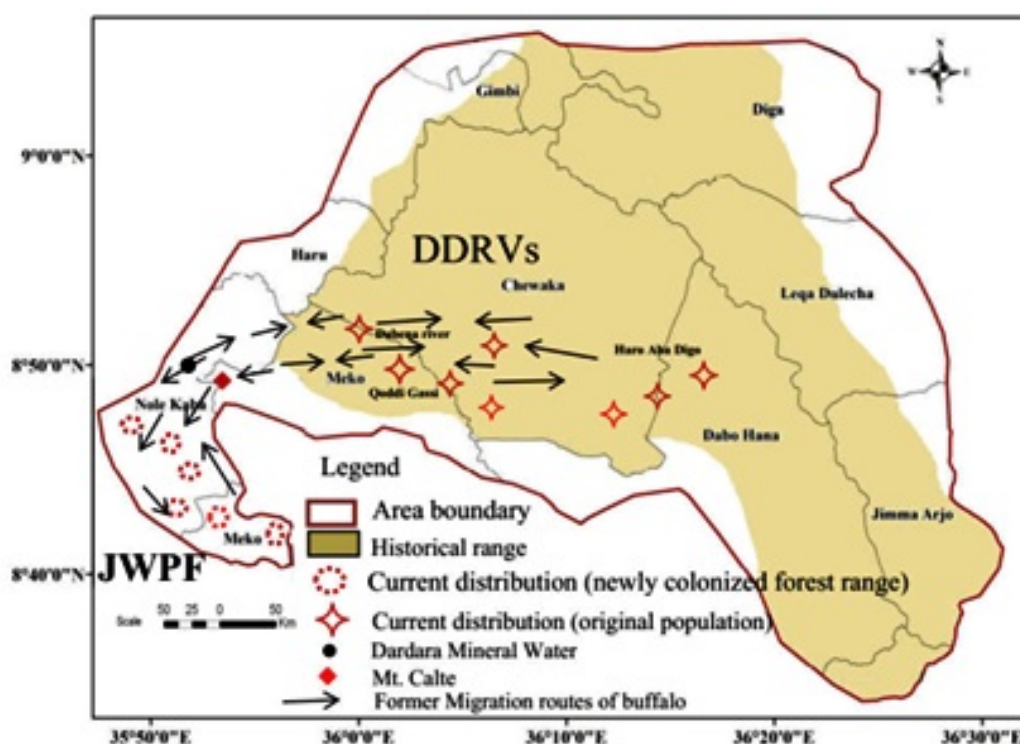 N
W E
S
Gimbi
Diga
9°0'0"N
Haru
DDRVs
Chewaka
Leqa Dulecha
Dabena river
Haru Aba Digo
8°50'0"N
Meko
Quddi Gassi
Nole Kaba
Dabo Hana
Legend
Area boundary
Jimma Arjo
Historical range
Meko
JWPF
8°40'0"N
Current distribution (newly colonized forest range)
Scale 50 25 0 50
Km
Current distribution (original population)
Dardara Mineral Water
Mt. Calte
Former Migration routes of buffalo
35°50'0"E 36°0'0"E 36°10'0"E 36°20'0"E 36°30'0"E